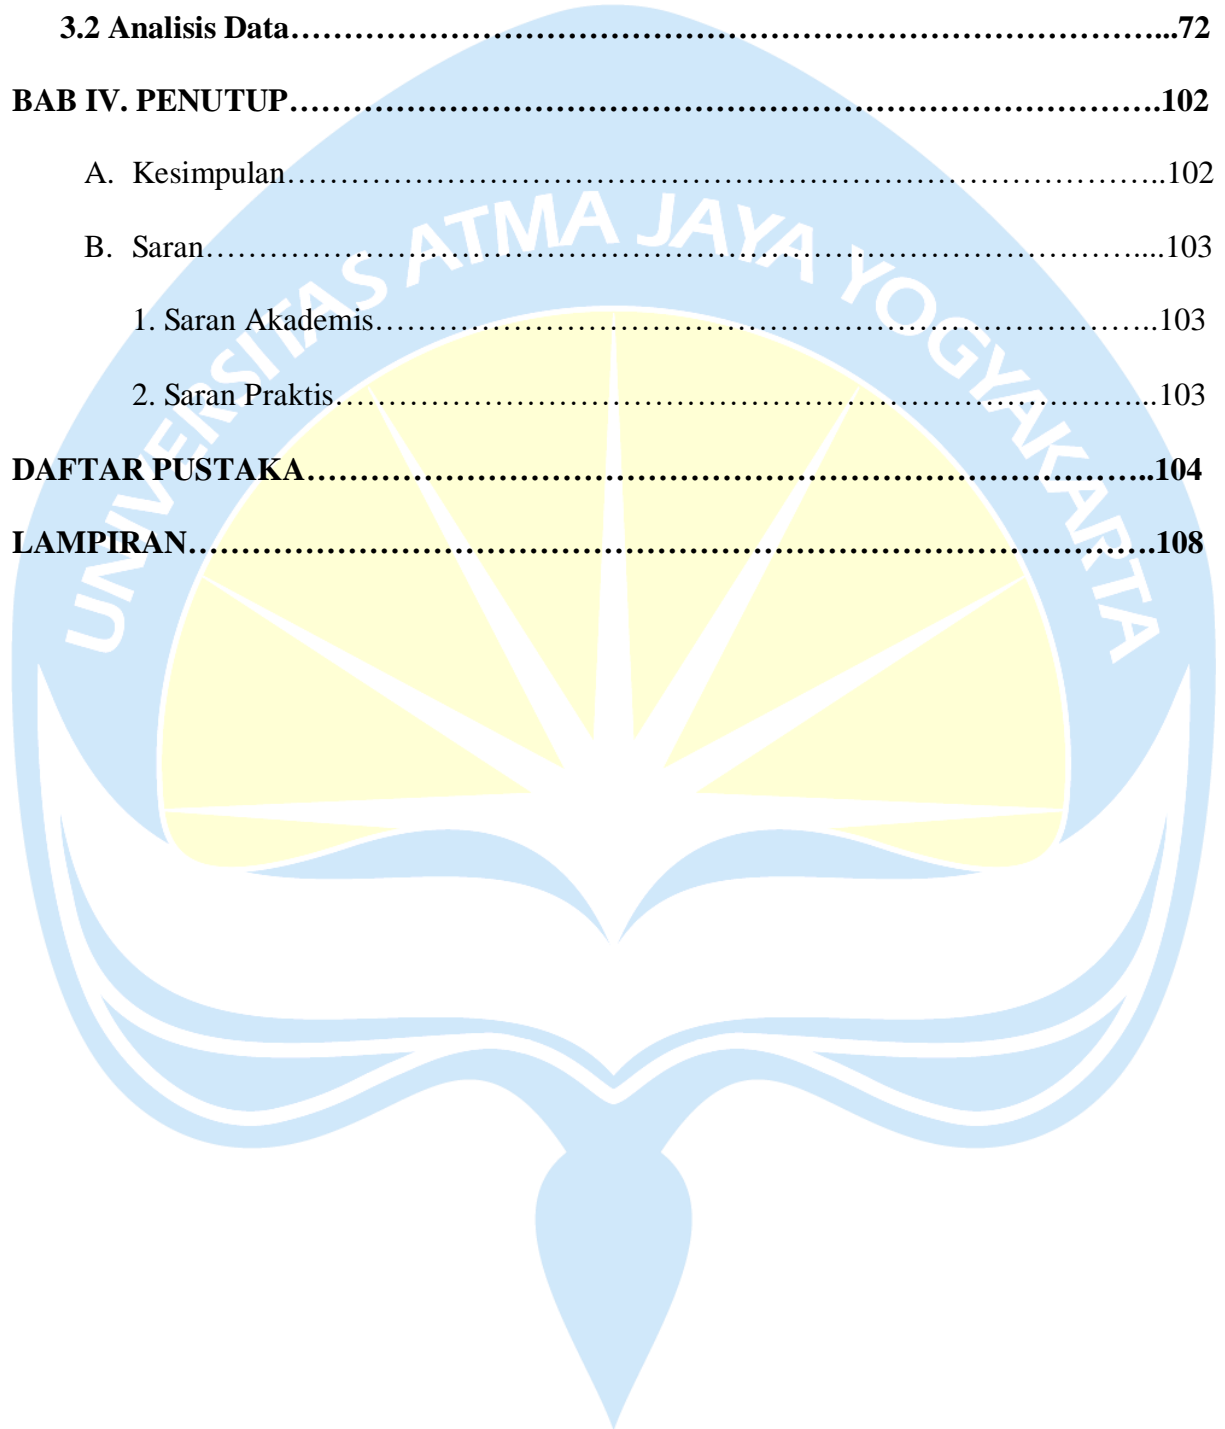 3.2 Analisis Data…………………………………………………………………………...72
BAB IV. PENUTUP……………………………………………………………………….102
A. Kesimpulan………………………………………………………………………..102
B. Saran……………………………………………………………………………....103
1. Saran Akademis………………………………………………………………..103
2. Saran Praktis…………………………………………………………………...103
DAFTAR PUSTAKA……………………………………………………………………..104
LAMPIRAN……………………………………………………………………………….108
UNIVERSITAS ATMA JAYA YOGYAKARTA